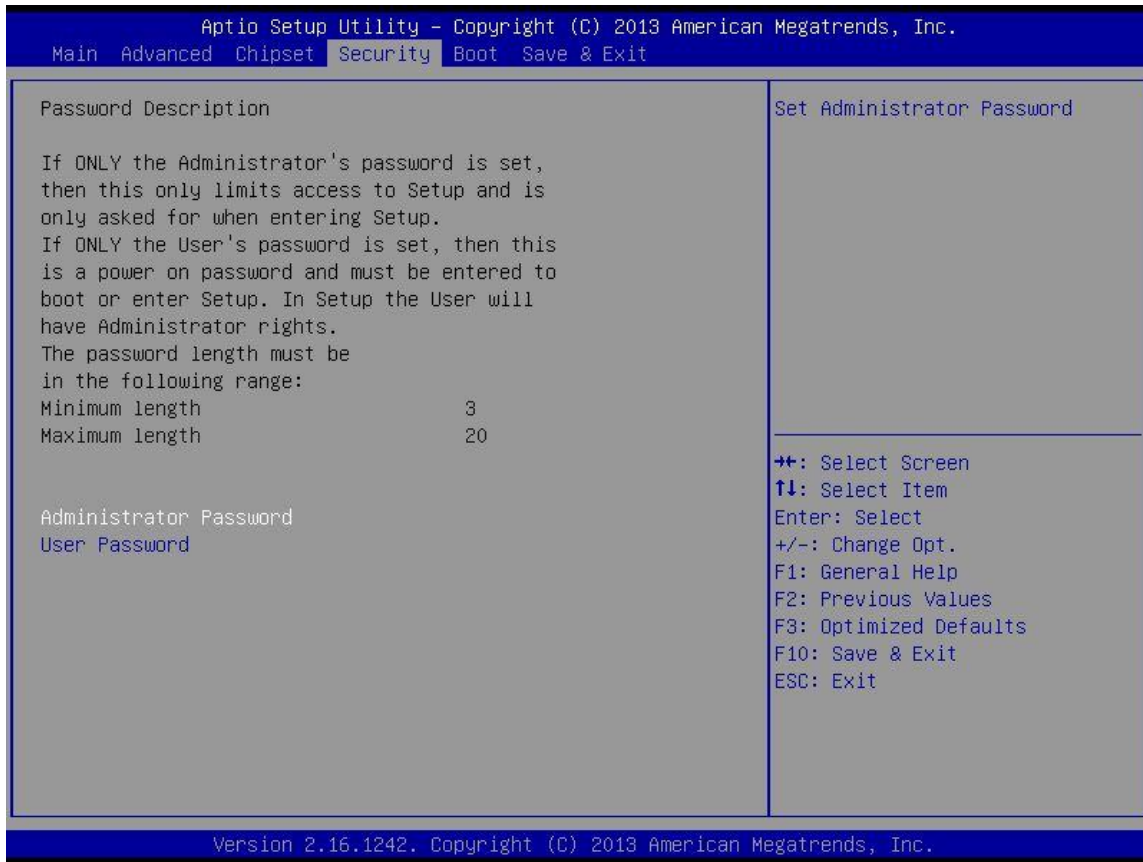 Aptio Setup Utility – Copyright (C) 2013 American Megatrends, Inc.
Main Advanced Chipset Security Boot Save & Exit
Password Description
If ONLY the Administrator's password is set,
then this only limits access to Setup and is
only asked for when entering Setup.
If ONLY the User's password is set, then this
is a power on password and must be entered to
boot or enter Setup. In Setup the User will
have Administrator rights.
The password length must be
in the following range:
Minimum length 3
Maximum length 20
Administrator Password
User Password
Set Administrator Password
→←: Select Screen
↑↓: Select Item
Enter: Select
+/-: Change Opt.
F1: General Help
F2: Previous Values
F3: Optimized Defaults
F10: Save & Exit
ESC: Exit
Version 2.16.1242. Copyright (C) 2013 American Megatrends, Inc.